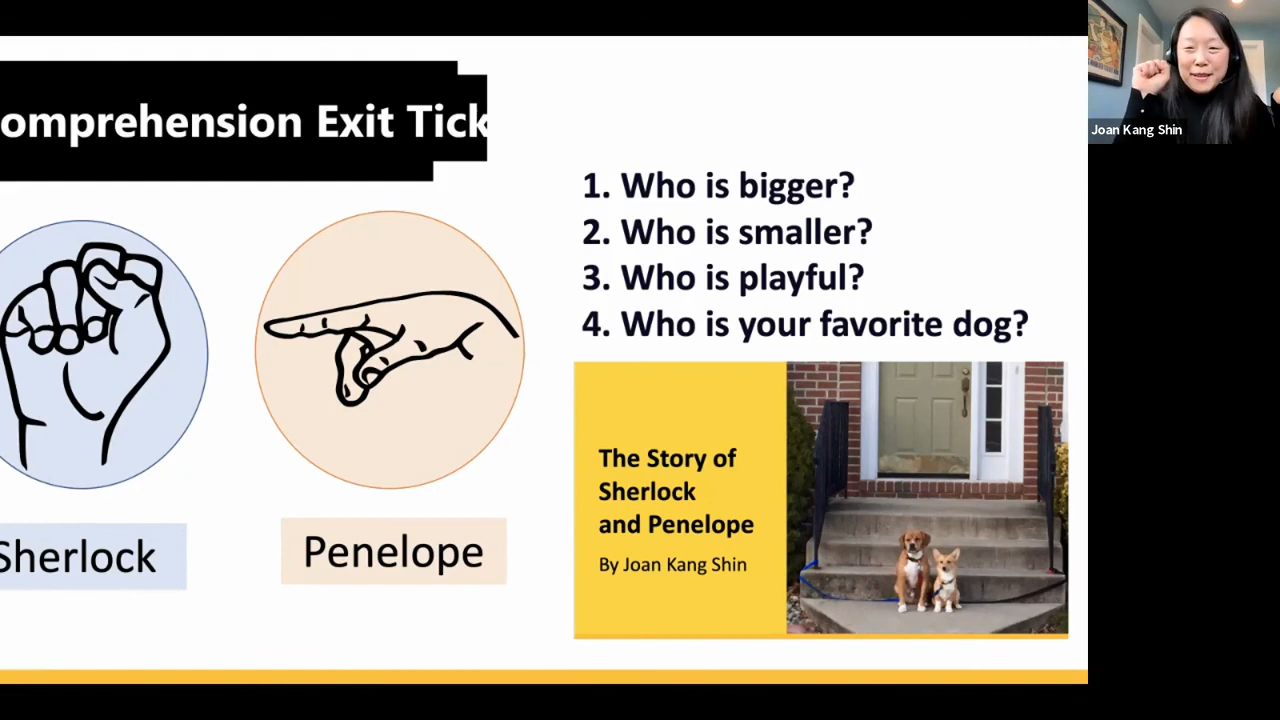 omprehension Exit Tick
Sherlock
Penelope
1. Who is bigger?
2. Who is smaller?
3. Who is playful?
4. Who is your favorite dog?
The Story of
Sherlock
and Penelope
By Joan Kang Shin
Joan Kang Shin